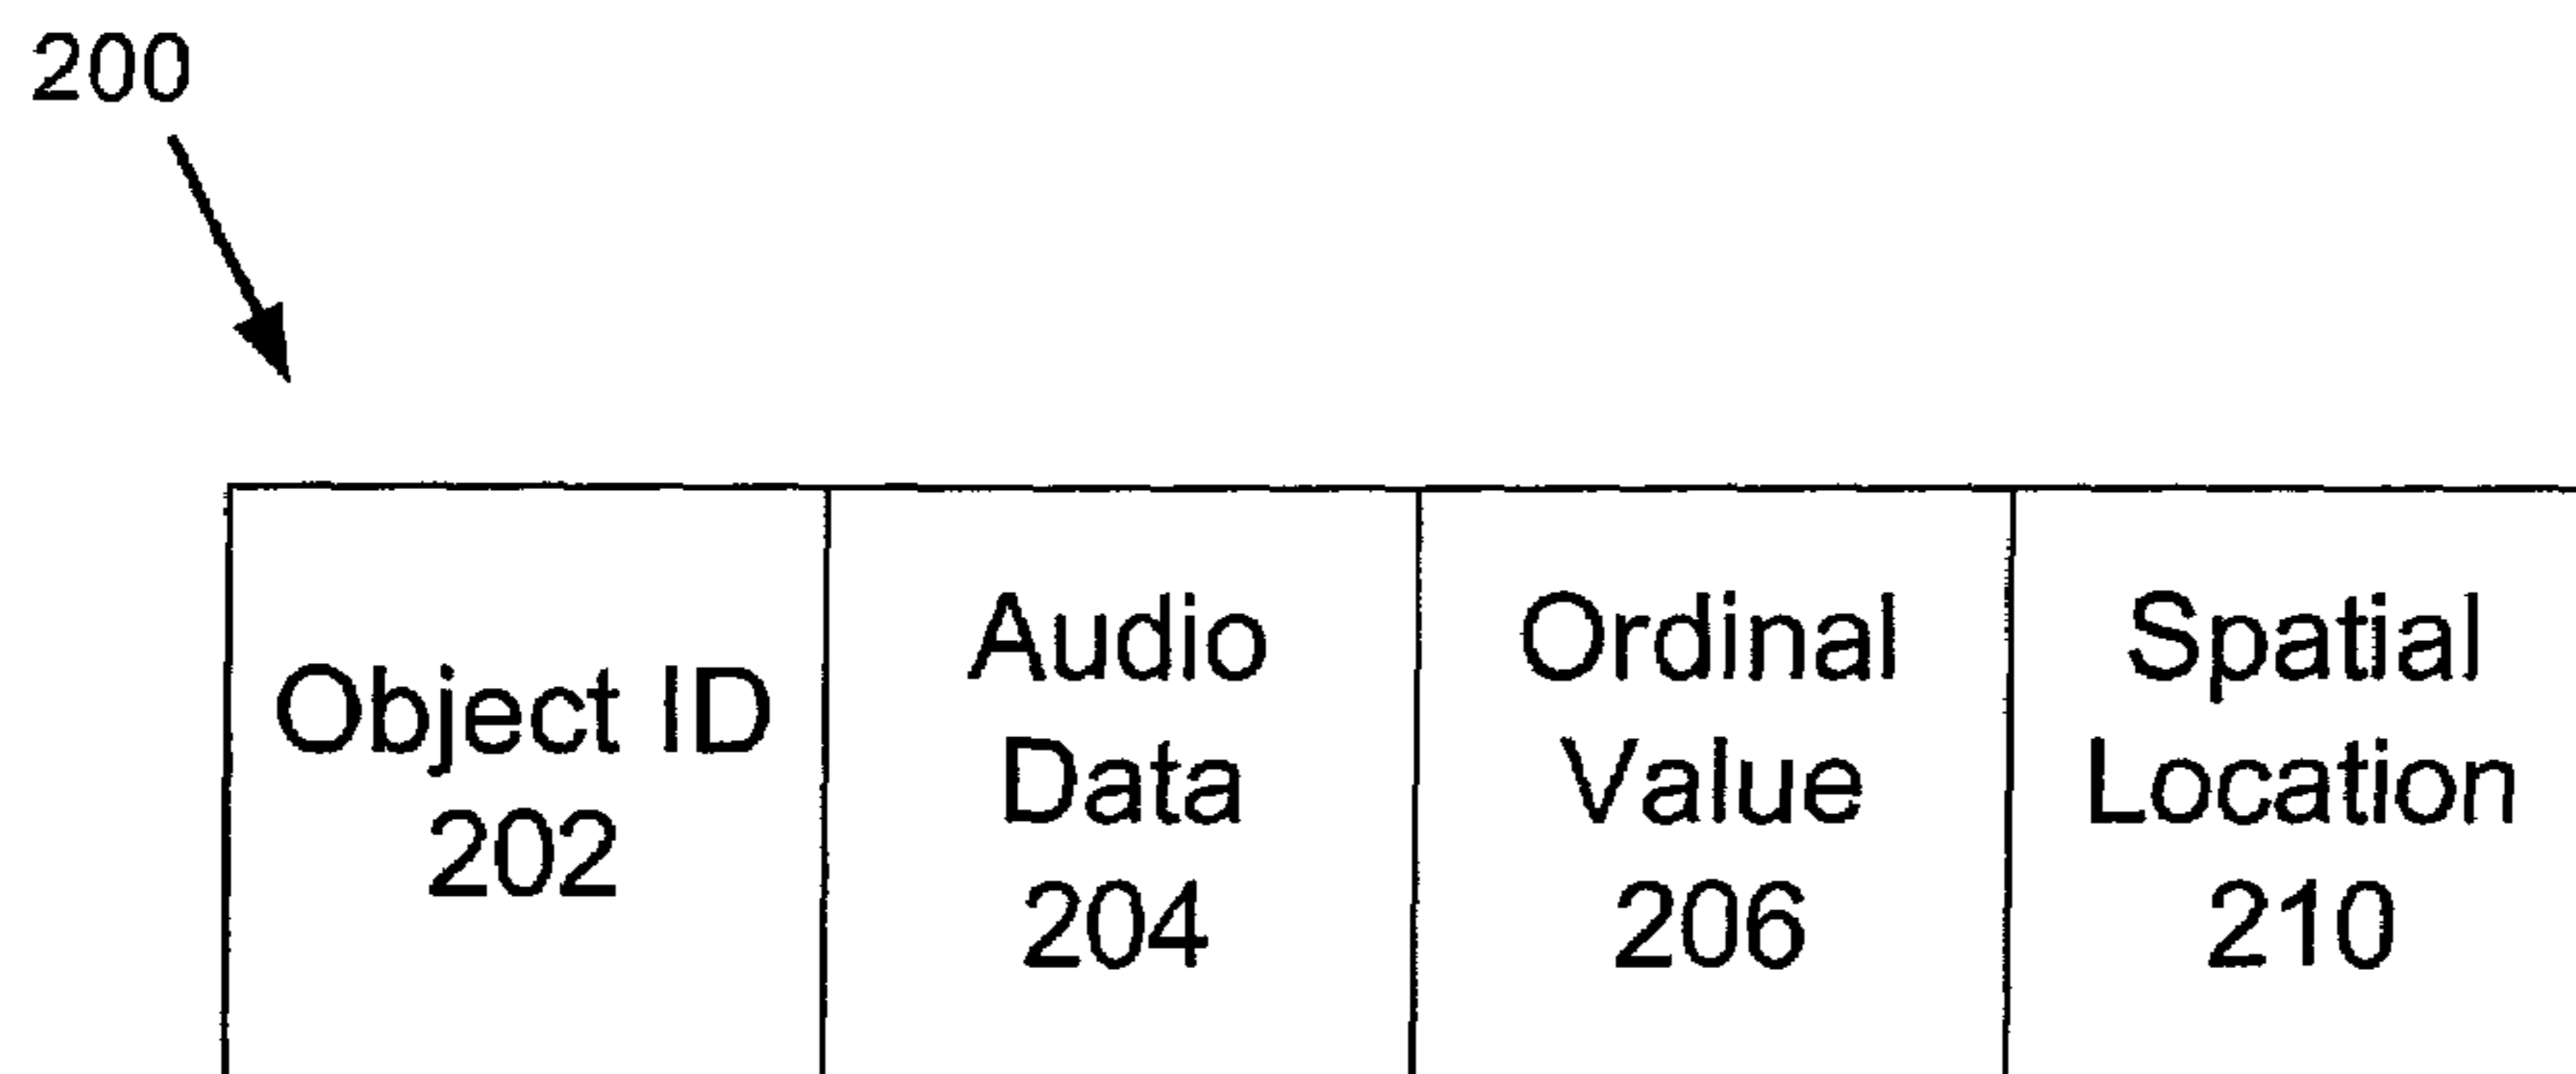 200
Object ID
202
Audio
Data
204
Ordinal
Value
206
Spatial
Location
210